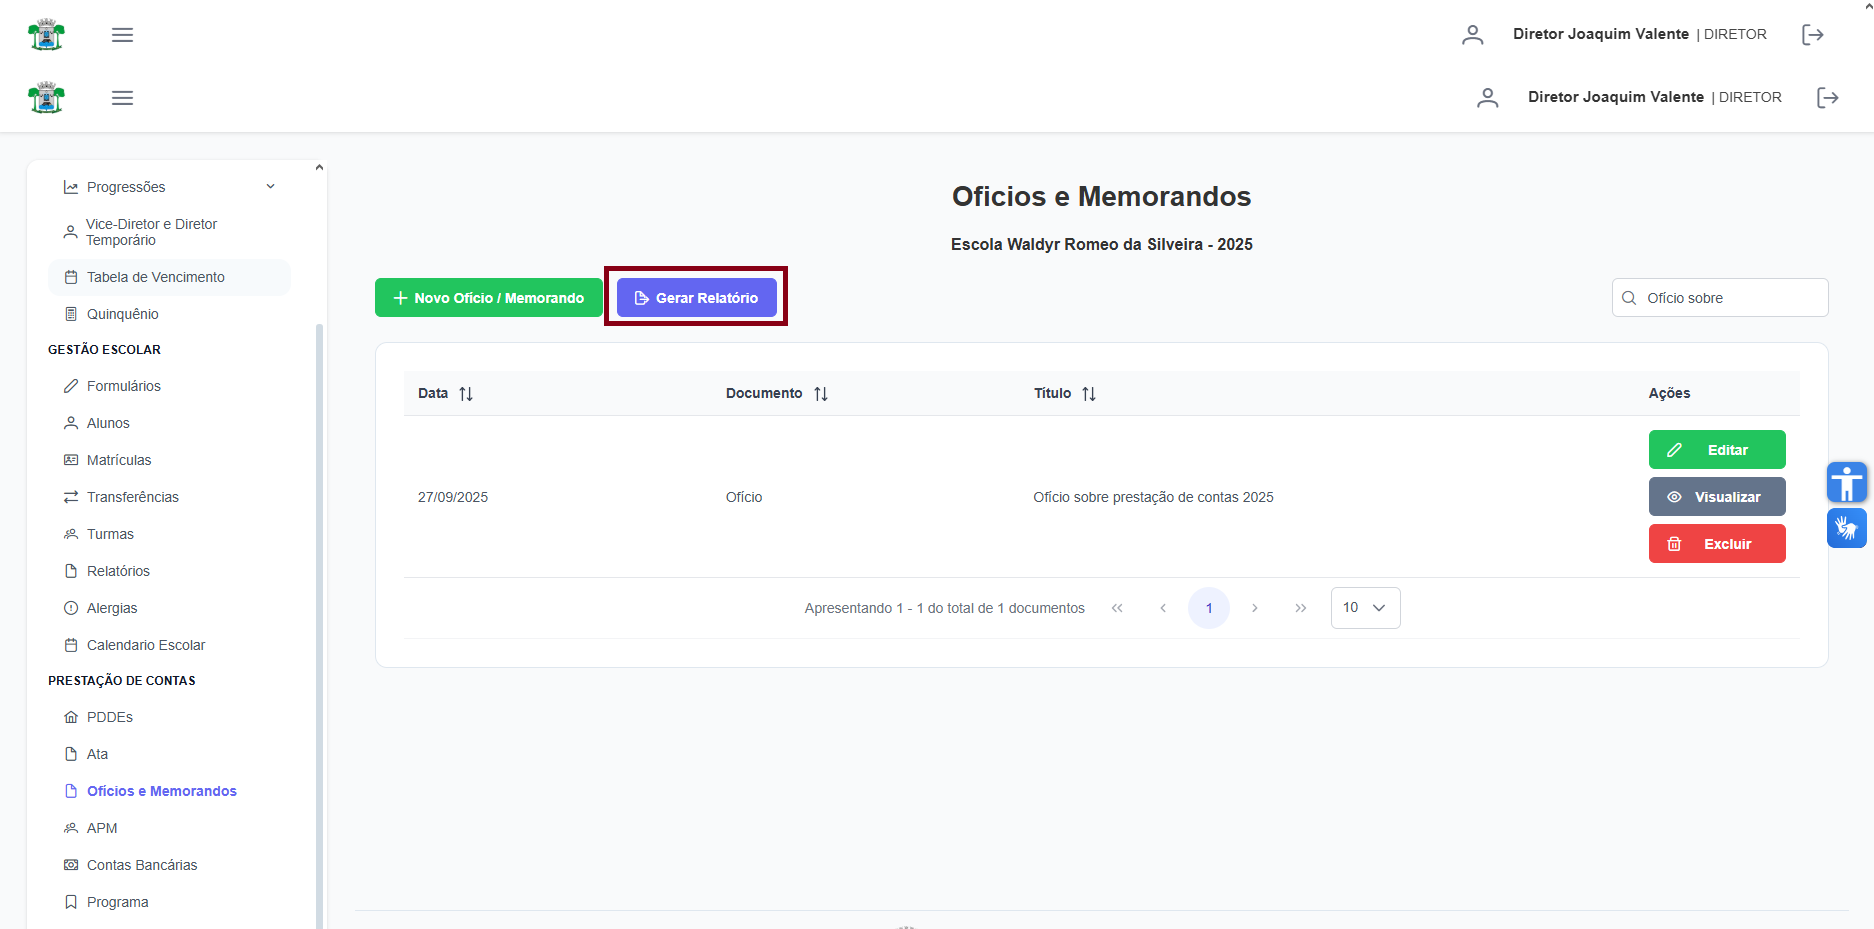 Diretor Joaquim Valente | DIRETOR
Diretor Joaquim Valente | DIRETOR
Progressões
Vice-Diretor e Diretor
Temporário
Tabela de Vencimento
Quinquênio
GESTÃO ESCOLAR
Formulários
Alunos
Matrículas
Transferências
Turmas
Relatórios
Alergias
Calendario Escolar
PRESTAÇÃO DE CONTAS
PDDEs
Ata
Ofícios e Memorandos
APM
Contas Bancárias
Programa
Oficios e Memorandos
Escola Waldyr Romeo da Silveira - 2025
Novo Ofício / Memorando
Gerar Relatório
Ofício sobre
Data
Documento
Título
Ações
27/09/2025
Ofício
Ofício sobre prestação de contas 2025
Editar
Visualizar
Excluir
Apresentando 1 - 1 do total de 1 documentos
1
10